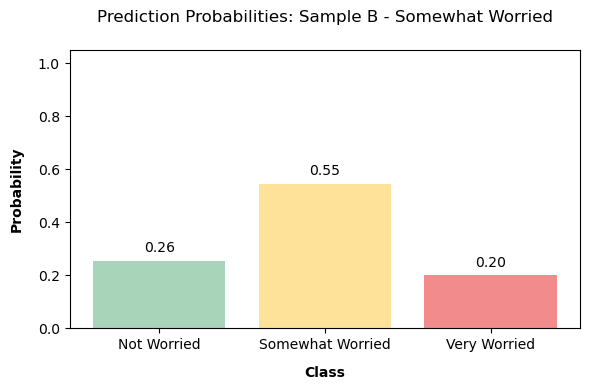 Prediction Probabilities: Sample B - Somewhat Worried
1.0
0.8
0.6
0.4
0.2
0.0
Probability
0.26
0.55
0.20
Not Worried
Somewhat Worried
Very Worried
Class